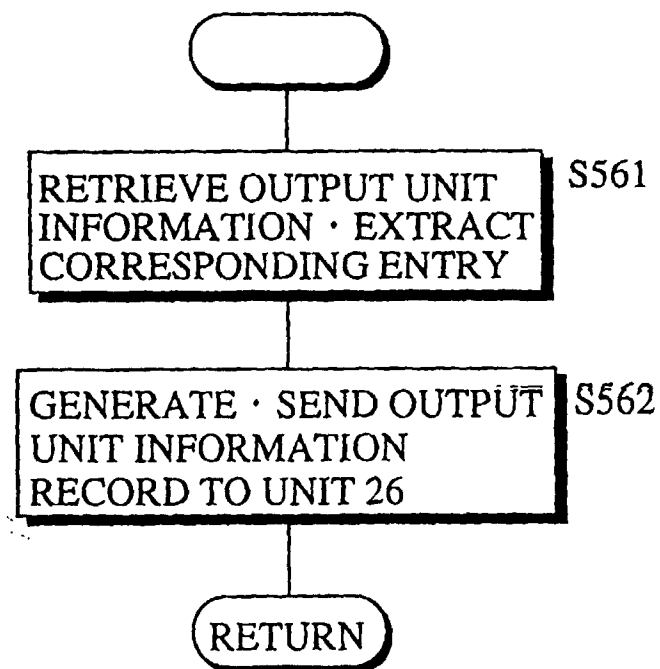 RETRIEVE OUTPUT UNIT
INFORMATION · EXTRACT
CORRESPONDING ENTRY
S561
GENERATE · SEND OUTPUT
UNIT INFORMATION
RECORD TO UNIT 26
S562
RETURN